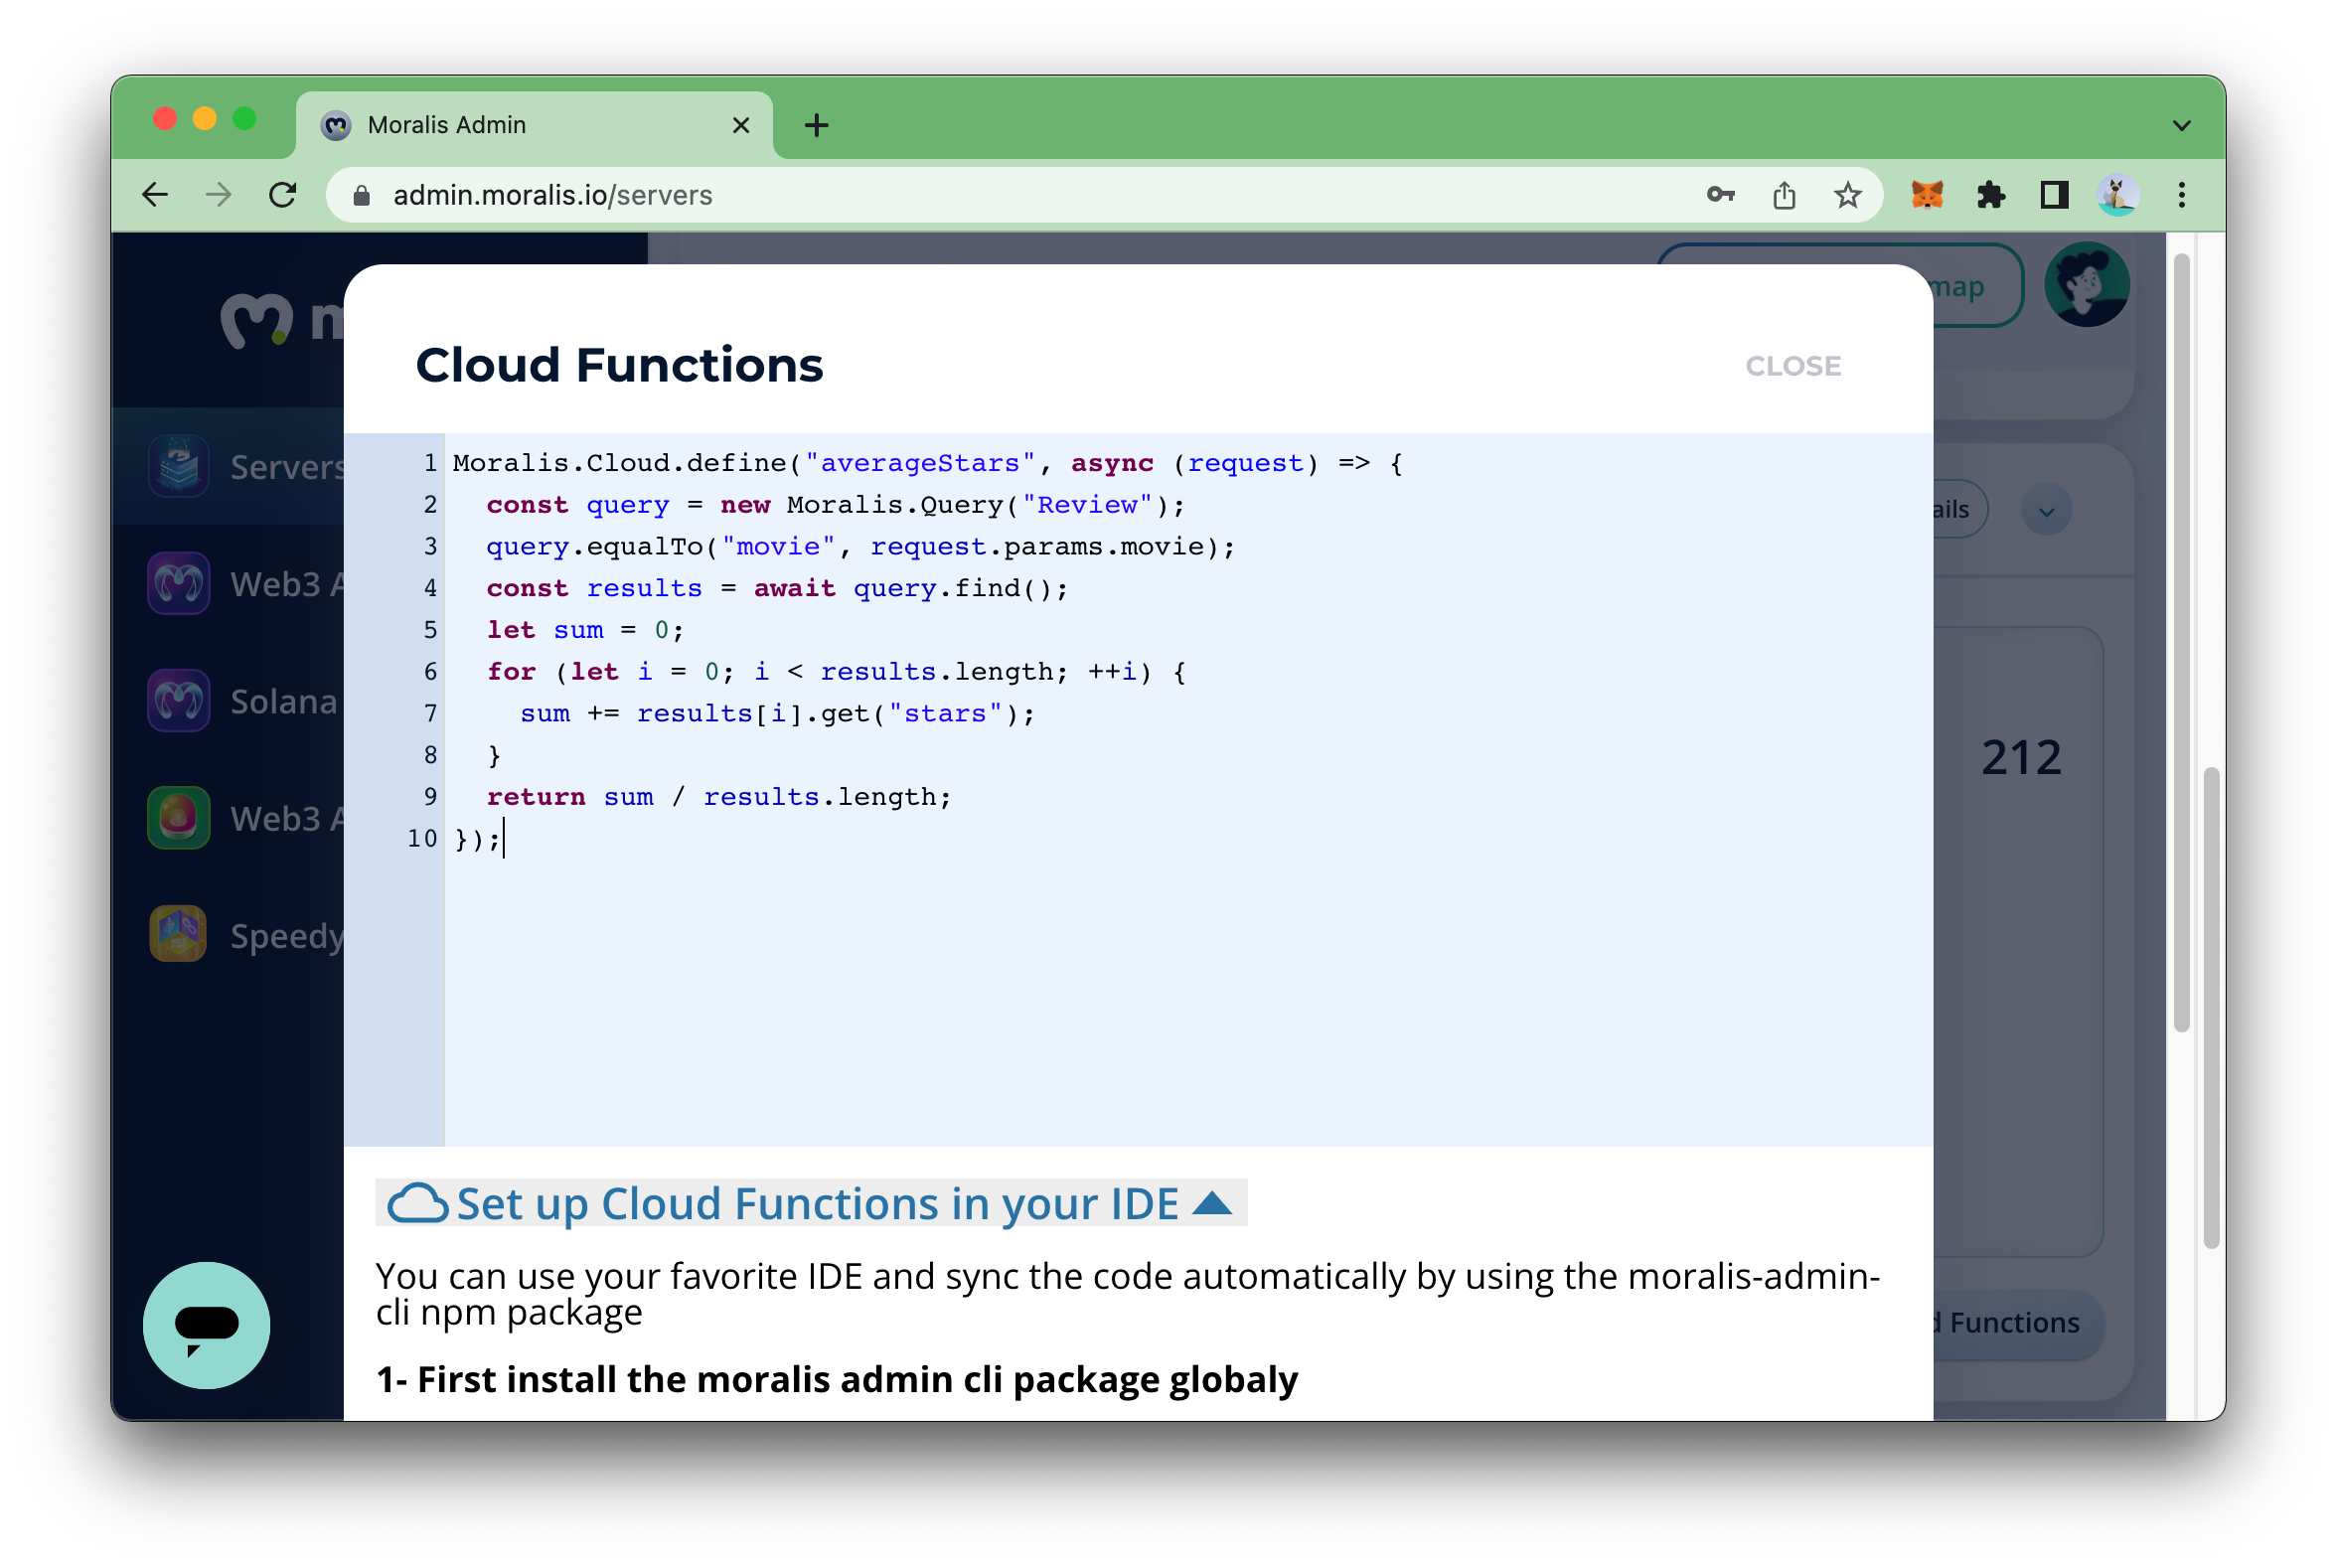 Moralis Admin
admin.moralis.io/servers
m
map
Cloud Functions
CLOSE
Servers
Web3 A
Solana
Web3 A
Speedy
ails
212
1 Moralis.Cloud.define("averageStars", async (request) => {
2   const query = new Moralis.Query("Review");
3   query.equalTo("movie", request.params.movie);
4   const results = await query.find();
5   let sum = 0;
6   for (let i = 0; i < results.length; ++i) {
7     sum += results[i].get("stars");
8   }
9   return sum / results.length;
10 });
Set up Cloud Functions in your IDE
You can use your favorite IDE and sync the code automatically by using the moralis-admin-
cli npm package
d Functions
1- First install the moralis admin cli package globaly